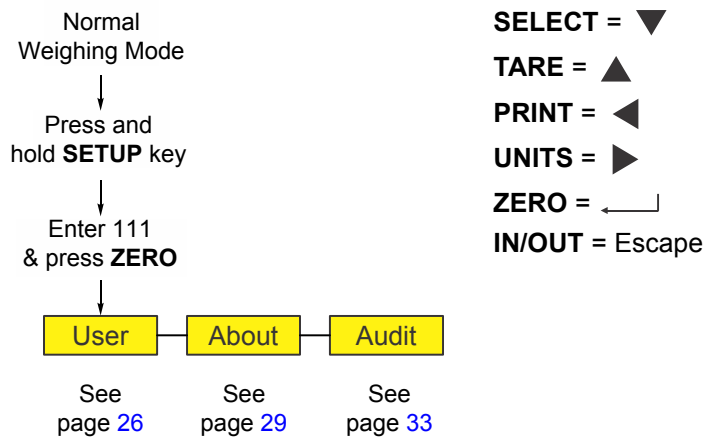 Normal
Weighing Mode
Press and
hold SETUP key
Enter 111
& press ZERO
User
About
Audit
See
page 26
See
page 29
See
page 33
SELECT = ▼
TARE = ▲
PRINT = ◀
UNITS = ▶
ZERO = ↵
IN/OUT = Escape